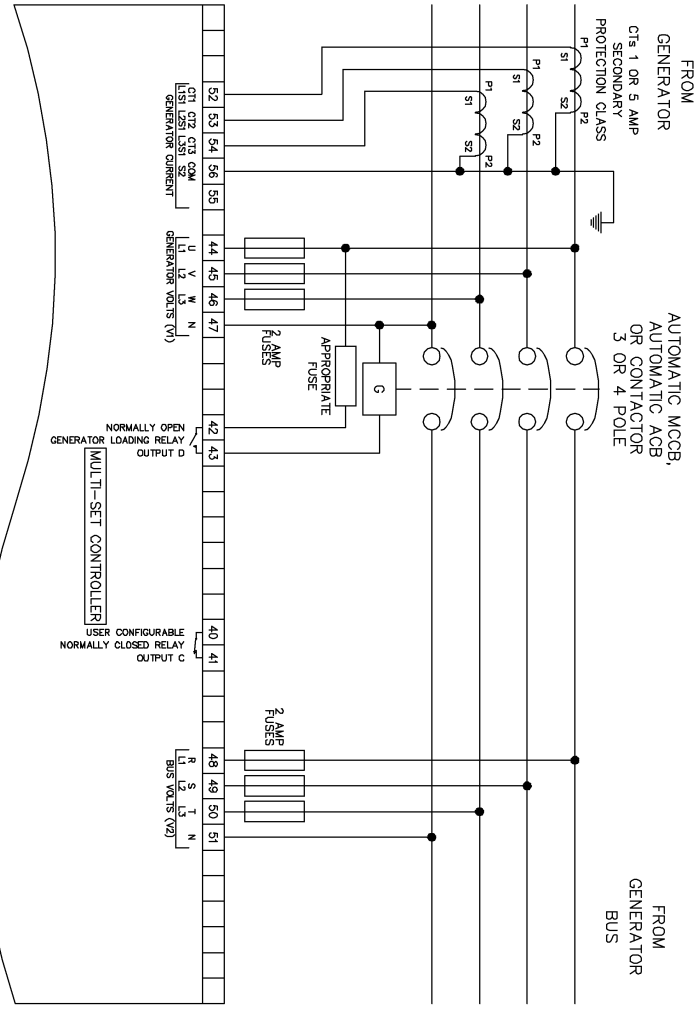 FROM
GENERATOR
CTs 1 OR 5 AMP
SECONDARY
PROTECTION CLASS
P1
S1
S2
P2
P1
S1
S2
P2
P1
S1
S2
P2
AUTOMATIC MCCB,
AUTOMATIC ACB
OR CONTACTOR
3 OR 4 POLE
FROM
GENERATOR
BUS
2 AMP
FUSES
APPROPRIATE
FUSE
G
2 AMP
FUSES
52 53 54 56 55 44 45 46 47 42 43 40 41 48 49 50 51
CT1 CT2 CT3 COM
L1S1 L2S1 L3S1 S2
GENERATOR CURRENT
U V W N
L1 L2 L3
GENERATOR VOLTS (V1)
NORMALLY OPEN
GENERATOR LOADING RELAY
OUTPUT D
MULTI-SET CONTROLLER
USER CONFIGURABLE
NORMALLY CLOSED RELAY
OUTPUT C
R S T N
L1 L2 L3
BUS VOLTS (V2)